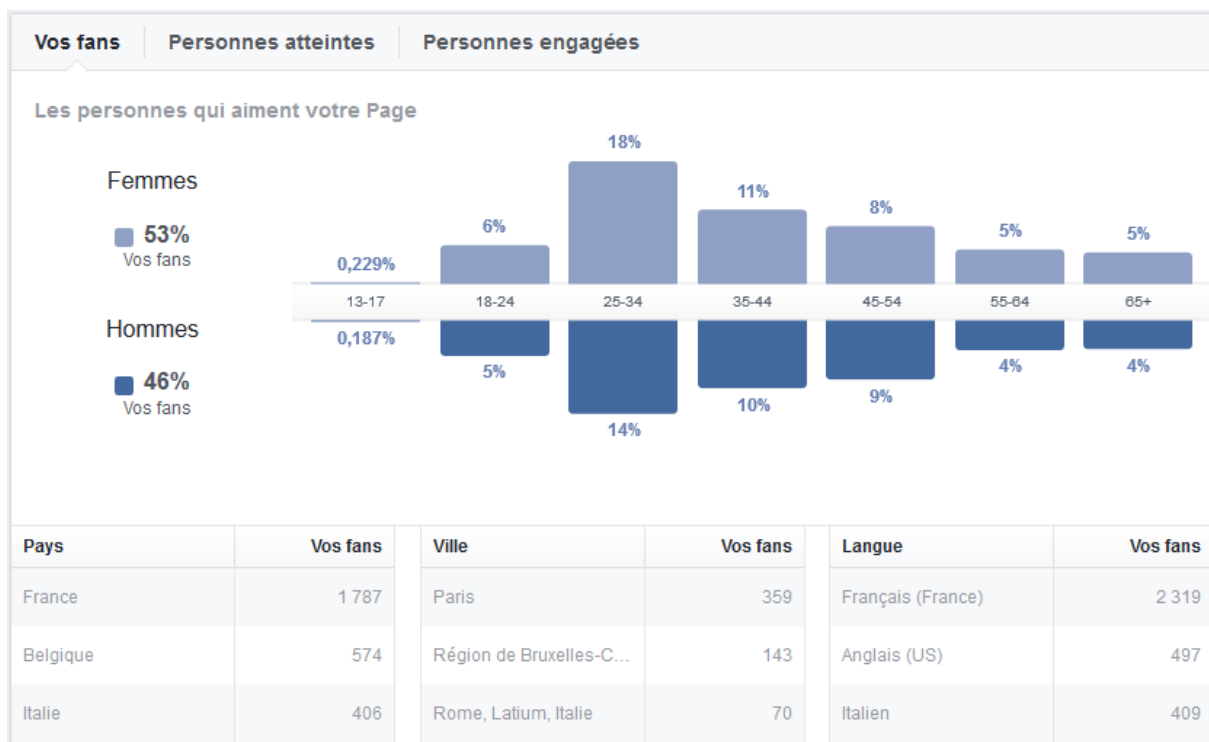 Vos fans Personnes atteintes Personnes engagées
Les personnes qui aiment votre Page
Femmes
53%
Vos fans
0,229% 6% 18% 11% 8% 5% 5%
13-17 18-24 25-34 35-44 45-54 55-64 65+
Hommes
46%
Vos fans
0,187% 5% 14% 10% 9% 4% 4%
Pays Vos fans Ville Vos fans Langue Vos fans
France 1 787 Paris 359 Français (France) 2 319
Belgique 574 Région de Bruxelles-C... 143 Anglais (US) 497
Italie 406 Rome, Latium, Italie 70 Italien 409